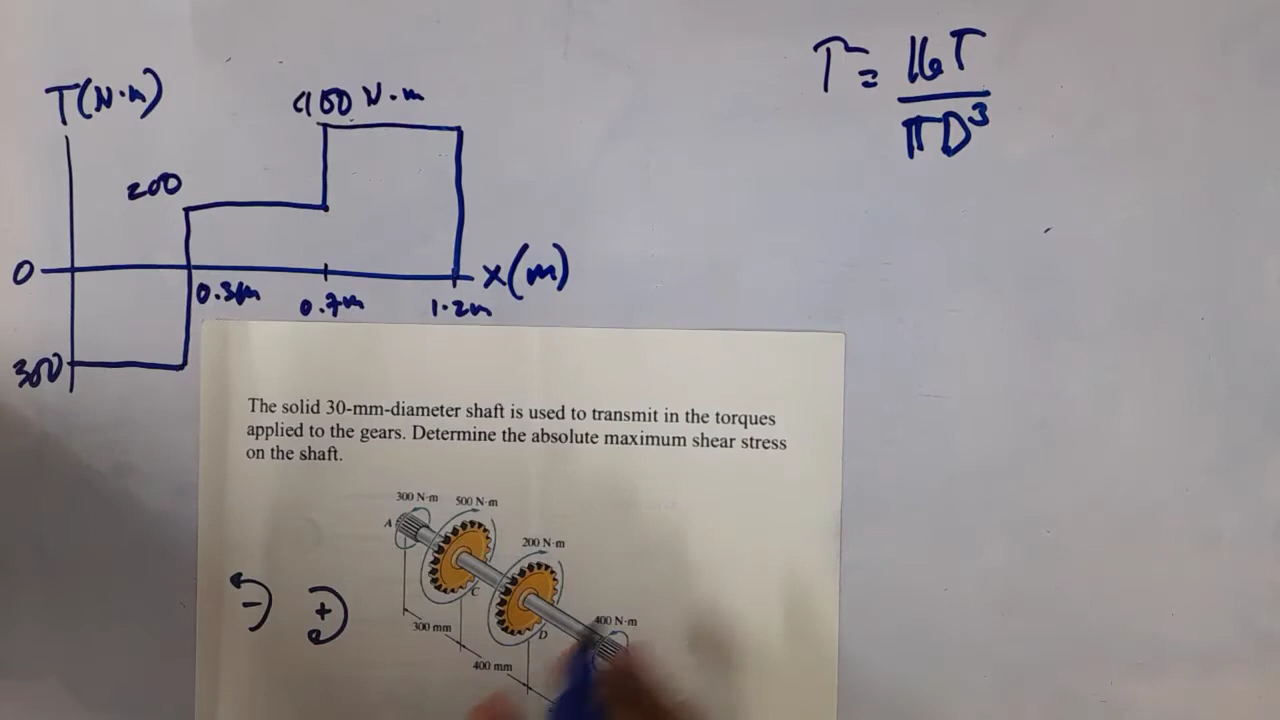 T(N·m)
400 N·m
200
0
300
0.3m
0.7m
1.2m
x(m)
τ = 16T
πD³
The solid 30-mm-diameter shaft is used to transmit in the torques
applied to the gears. Determine the absolute maximum shear stress
on the shaft.
300 N·m
500 N·m
A
200 N·m
C
400 N·m
D
300 mm
400 mm
−
+